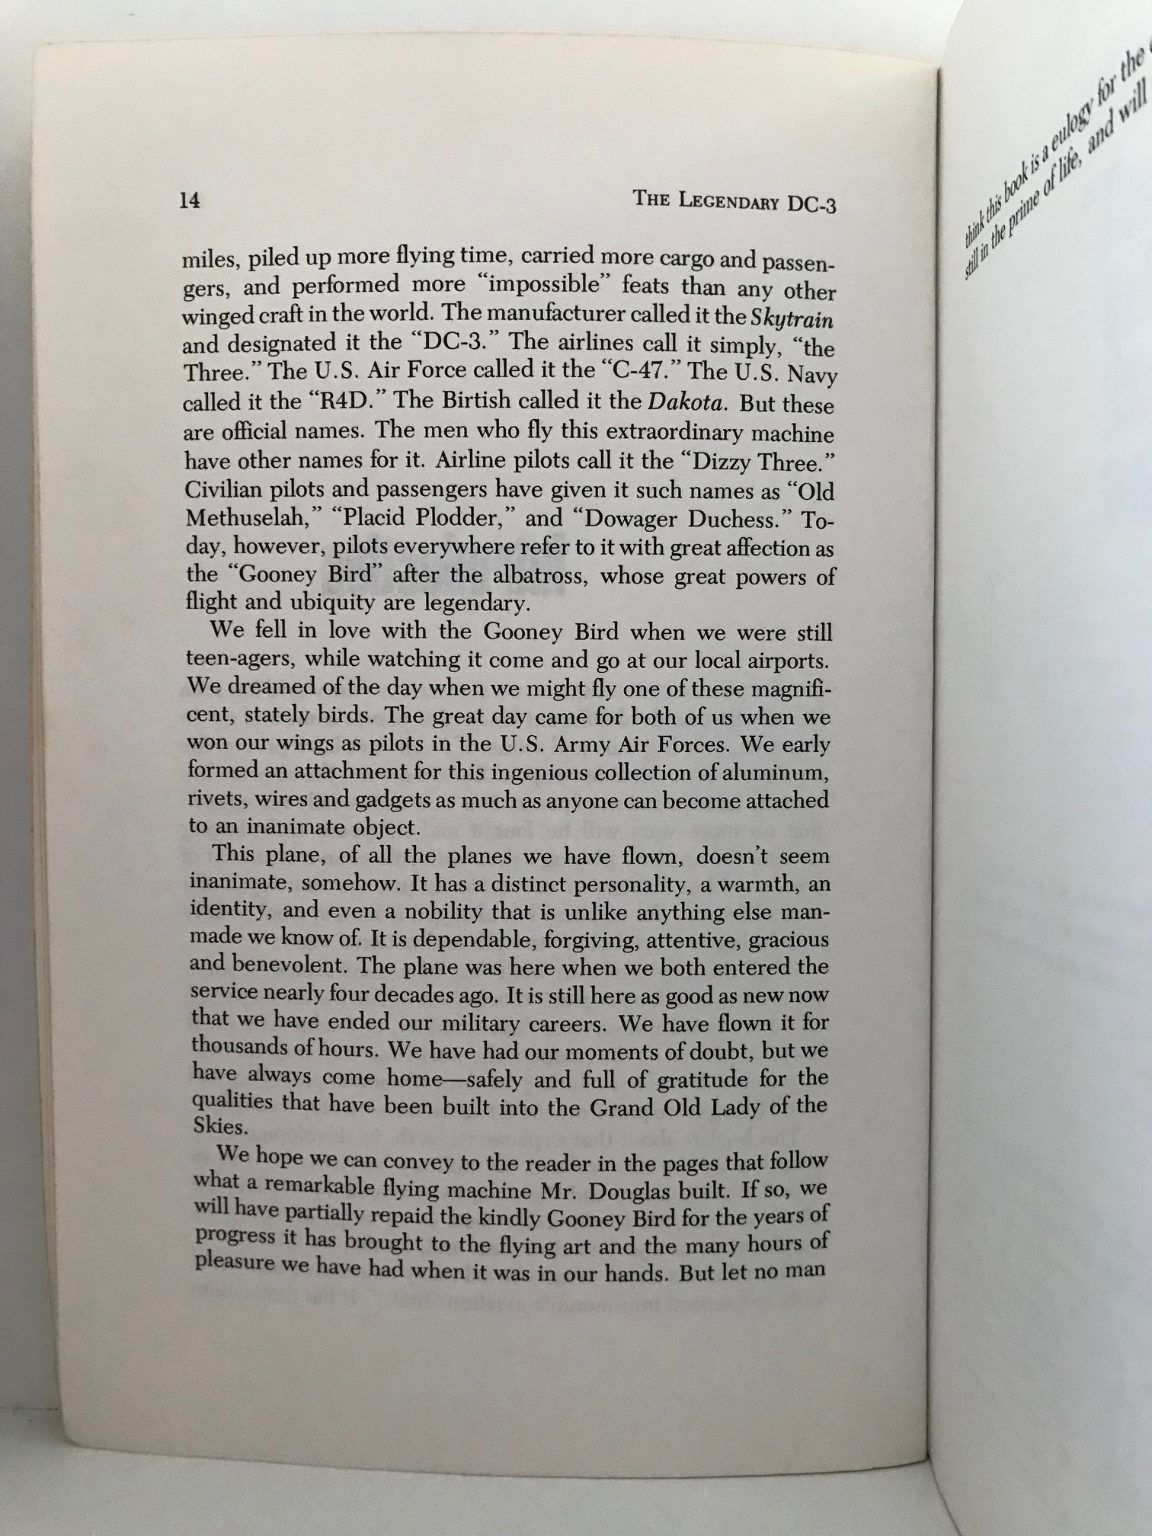 14 THE LEGENDARY DC-3
miles, piled up more flying time, carried more cargo and passen-
gers, and performed more “impossible” feats than any other
winged craft in the world. The manufacturer called it the Skytrain
and designated it the “DC-3.” The airlines call it simply, “the
Three.” The U.S. Air Force called it the “C-47.” The U.S. Navy
called it the “R4D.” The Birtish called it the Dakota. But these
are official names. The men who fly this extraordinary machine
have other names for it. Airline pilots call it the “Dizzy Three.”
Civilian pilots and passengers have given it such names as “Old
Methuselah,” “Placid Plodder,” and “Dowager Duchess.” To-
day, however, pilots everywhere refer to it with great affection as
the “Gooney Bird” after the albatross, whose great powers of
flight and ubiquity are legendary.
We fell in love with the Gooney Bird when we were still
teen-agers, while watching it come and go at our local airports.
We dreamed of the day when we might fly one of these magnifi-
cent, stately birds. The great day came for both of us when we
won our wings as pilots in the U.S. Army Air Forces. We early
formed an attachment for this ingenious collection of aluminum,
rivets, wires and gadgets as much as anyone can become attached
to an inanimate object.
This plane, of all the planes we have flown, doesn’t seem
inanimate, somehow. It has a distinct personality, a warmth, an
identity, and even a nobility that is unlike anything else man-
made we know of. It is dependable, forgiving, attentive, gracious
and benevolent. The plane was here when we both entered the
service nearly four decades ago. It is still here as good as new now
that we have ended our military careers. We have flown it for
thousands of hours. We have had our moments of doubt, but we
have always come home—safely and full of gratitude for the
qualities that have been built into the Grand Old Lady of the
Skies.
We hope we can convey to the reader in the pages that follow
what a remarkable flying machine Mr. Douglas built. If so, we
will have partially repaid the kindly Gooney Bird for the years of
progress it has brought to the flying art and the many hours of
pleasure we have had when it was in our hands. But let no man
think this book is a eulogy for the
still in the prime of life, and will